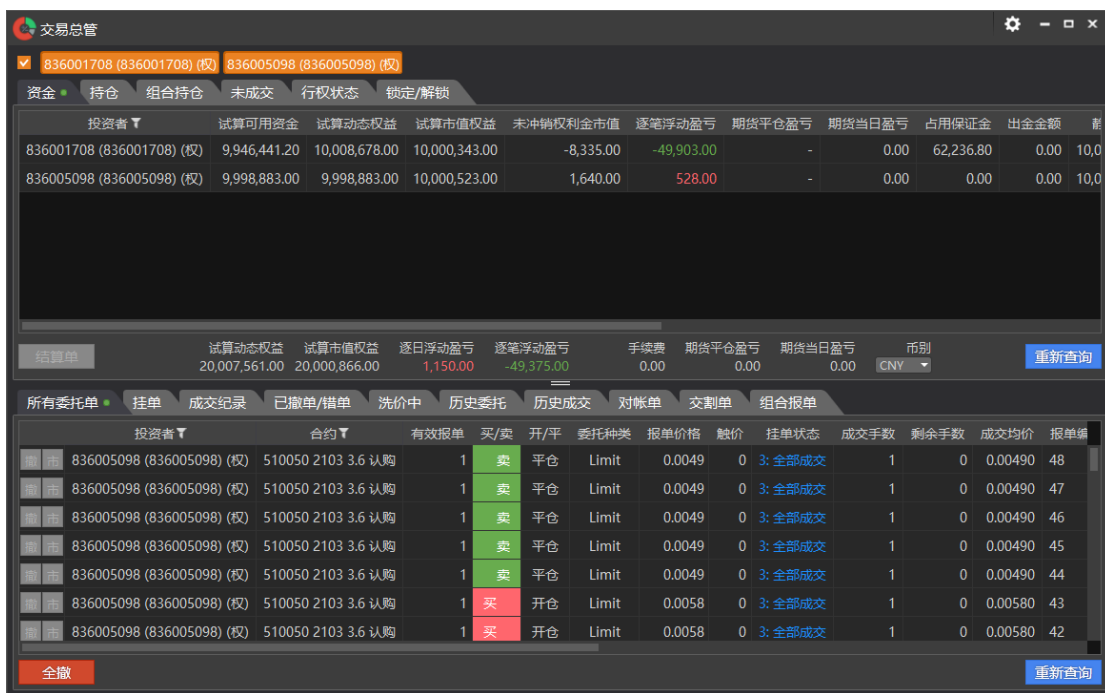 交易总管
836001708 (836001708) (权) 836005098 (836005098) (权)
资金 持仓 组合持仓 未成交 行权状态 锁定/解锁
投资者 试算可用资金 试算动态权益 试算市值权益 未冲销权利金市值 逐笔浮动盈亏 期货平仓盈亏 期货当日盈亏 占用保证金 出金金额
836001708 (836001708) (权) 9,946,441.20 10,008,678.00 10,000,343.00 -8,335.00 -49,903.00 - 0.00 62,236.80 0.00 10,0
836005098 (836005098) (权) 9,998,883.00 9,998,883.00 10,000,523.00 1,640.00 528.00 - 0.00 0.00 0.00 10,0
结算单 试算动态权益 试算市值权益 逐日浮动盈亏 逐笔浮动盈亏 手续费 期货平仓盈亏 期货当日盈亏 币别 重新查询
20,007,561.00 20,000,866.00 1,150.00 -49,375.00 0.00 0.00 0.00 CNY
所有委托单 挂单 成交纪录 已撤单/错单 洗价中 历史委托 历史成交 对帐单 交割单 组合报单
投资者 合约 有效报单 买/卖 开/平 委托种类 报单价格 触价 挂单状态 成交手数 剩余手数 成交均价 报单编
撤 市 836005098 (836005098) (权) 510050 2103 3.6 认购 1 卖 平仓 Limit 0.0049 0 3: 全部成交 1 0 0.00490 48
撤 市 836005098 (836005098) (权) 510050 2103 3.6 认购 1 卖 平仓 Limit 0.0049 0 3: 全部成交 1 0 0.00490 47
撤 市 836005098 (836005098) (权) 510050 2103 3.6 认购 1 卖 平仓 Limit 0.0049 0 3: 全部成交 1 0 0.00490 46
撤 市 836005098 (836005098) (权) 510050 2103 3.6 认购 1 卖 平仓 Limit 0.0049 0 3: 全部成交 1 0 0.00490 45
撤 市 836005098 (836005098) (权) 510050 2103 3.6 认购 1 卖 平仓 Limit 0.0049 0 3: 全部成交 1 0 0.00490 44
撤 市 836005098 (836005098) (权) 510050 2103 3.6 认购 1 买 开仓 Limit 0.0058 0 3: 全部成交 1 0 0.00580 43
撤 市 836005098 (836005098) (权) 510050 2103 3.6 认购 1 买 开仓 Limit 0.0058 0 3: 全部成交 1 0 0.00580 42
全撤 重新查询